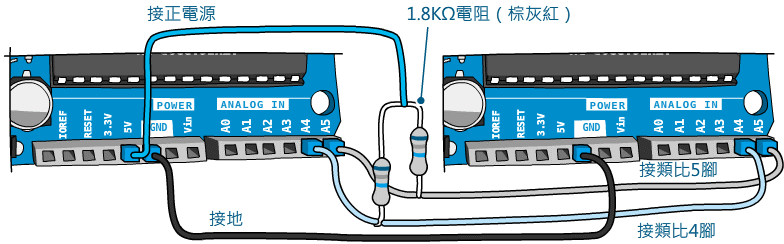 接正電源
1.8KΩ電阻（棕灰紅）
POWER
ANALOG IN
IOREF
RESET
3.3V
5V
GND
Vin
A0
A1
A2
A3
A4
A5
POWER
ANALOG IN
IOREF
RESET
3.3V
5V
GND
Vin
A0
A1
A2
A3
A4
A5
接類比5腳
接地
接類比4腳